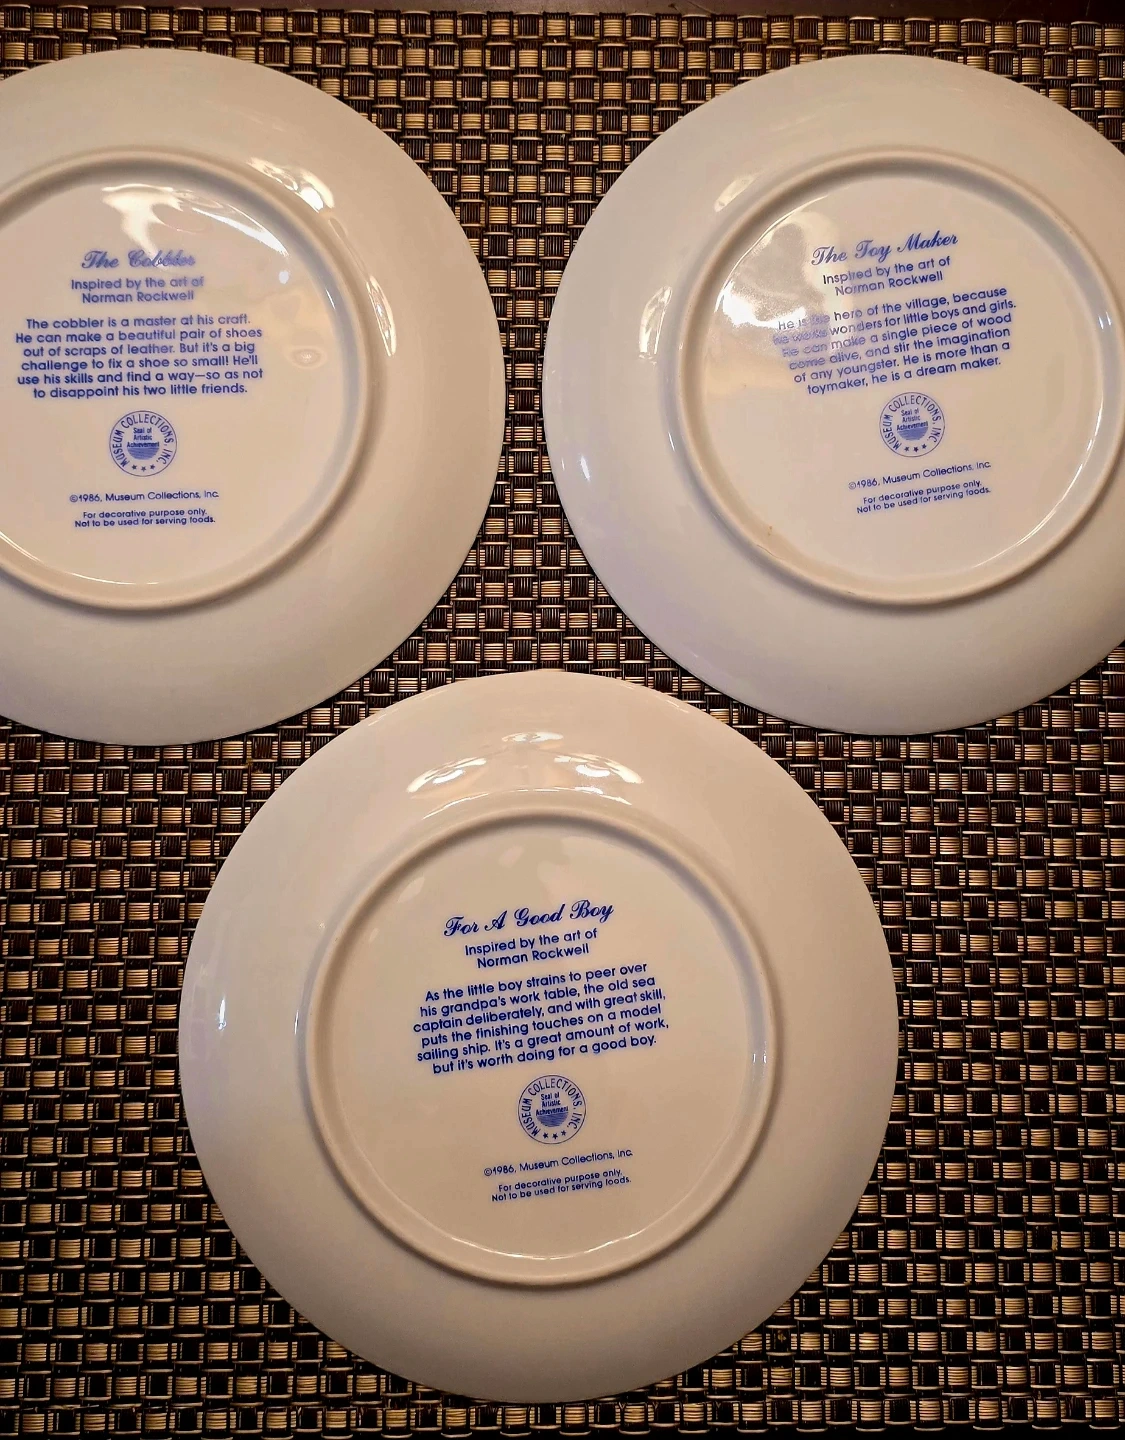 The Cobbler
Inspired by the art of
Norman Rockwell
The cobbler is a master at his craft.
He can make a beautiful pair of shoes
out of scraps of leather. But it's a big
challenge to fix a shoe so small! He'll
use his skills and find a way—so as not
to disappoint his two little friends.
MUSEUM COLLECTIONS, INC.
Seal of
Artistic
Achievement
©1986, Museum Collections, Inc.
For decorative purpose only.
Not to be used for serving foods.
The Toy Maker
Inspired by the art of
Norman Rockwell
He is the hero of the village, because
he works wonders for little boys and girls.
He can make a single piece of wood
come alive, and stir the imagination
of any youngster. He is more than a
toymaker, he is a dream maker.
MUSEUM COLLECTIONS, INC.
Seal of
Artistic
Achievement
©1986, Museum Collections, Inc.
For decorative purpose only.
Not to be used for serving foods.
For A Good Boy
Inspired by the art of
Norman Rockwell
As the little boy strains to peer over
his grandpa's work table, the old sea
captain deliberately, and with great skill,
puts the finishing touches on a model
sailing ship. It's a great amount of work,
but it's worth doing for a good boy.
MUSEUM COLLECTIONS, INC.
Seal of
Artistic
Achievement
©1986, Museum Collections, Inc.
For decorative purpose only.
Not to be used for serving foods.